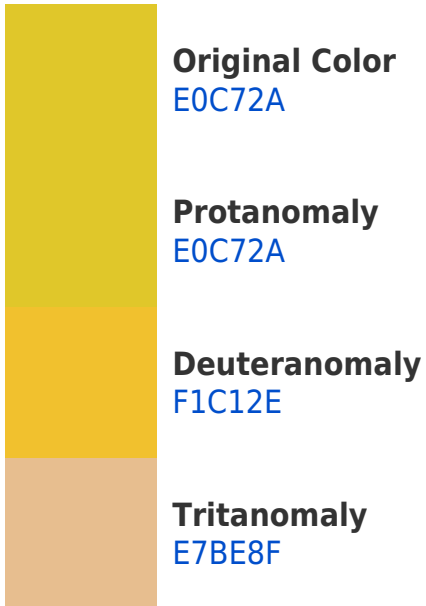 Original Color
E0C72A
Protanomaly
E0C72A
Deuteranomaly
F1C12E
Tritanomaly
E7BE8F